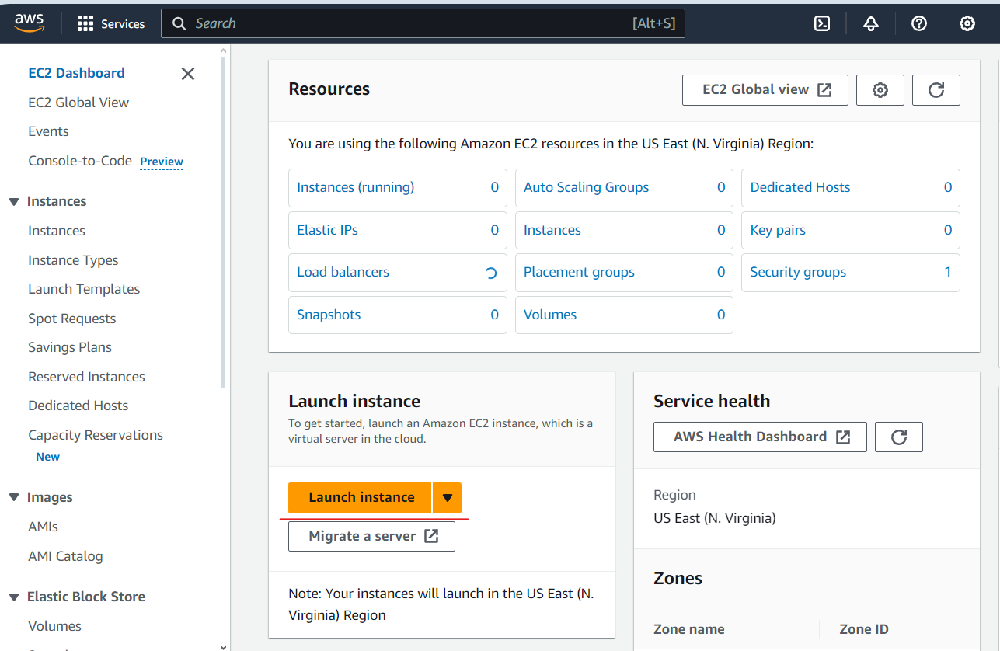 aws
Services
Search
[Alt+S]
EC2 Dashboard
EC2 Global View
Events
Console-to-Code Preview
Instances
Instances
Instance Types
Launch Templates
Spot Requests
Savings Plans
Reserved Instances
Dedicated Hosts
Capacity Reservations
New
Images
AMIs
AMI Catalog
Elastic Block Store
Volumes
Resources
EC2 Global view
You are using the following Amazon EC2 resources in the US East (N. Virginia) Region:
Instances (running) 0
Auto Scaling Groups 0
Dedicated Hosts 0
Elastic IPs 0
Instances 0
Key pairs 0
Load balancers
Placement groups 0
Security groups 1
Snapshots 0
Volumes 0
Launch instance
To get started, launch an Amazon EC2 instance, which is a
virtual server in the cloud.
Launch instance
Migrate a server
Note: Your instances will launch in the US East (N.
Virginia) Region
Service health
AWS Health Dashboard
Region
US East (N. Virginia)
Zones
Zone name
Zone ID